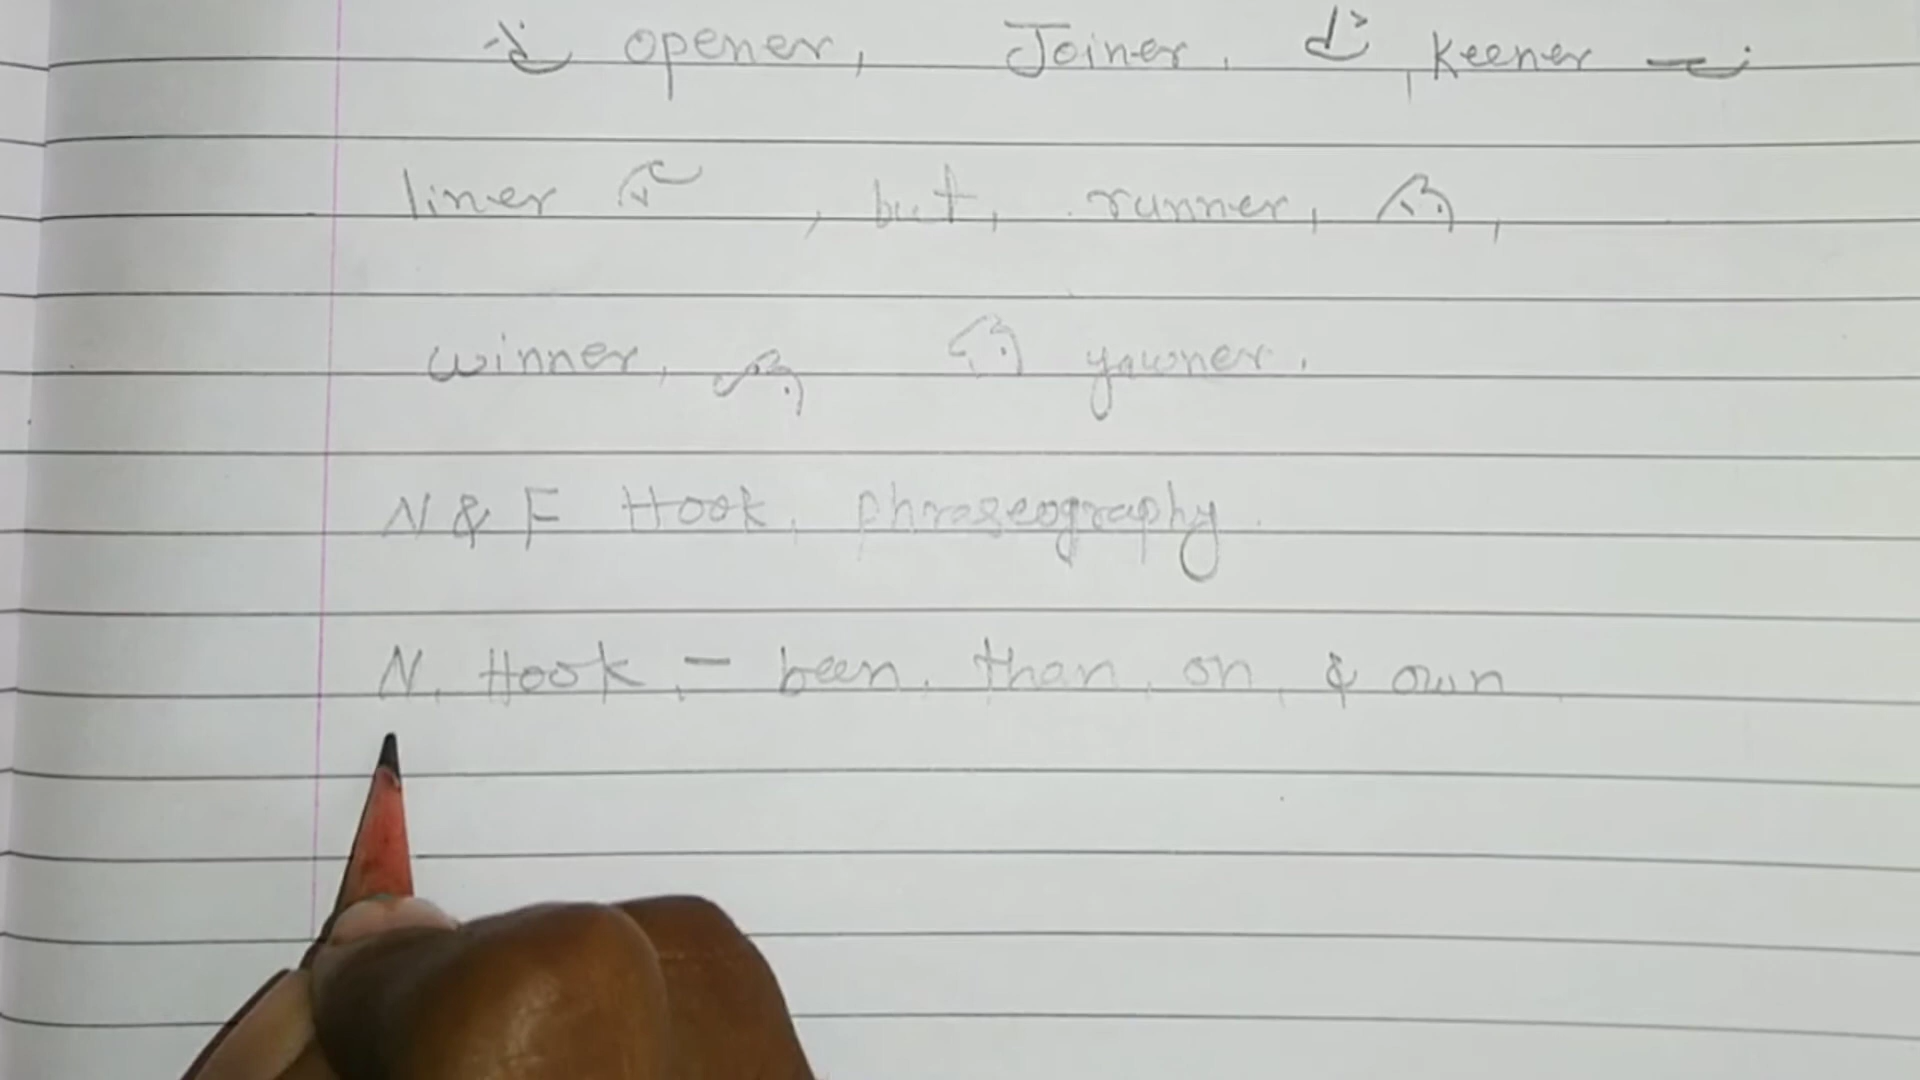 opener, Joiner, , Keener
liner , but, runner, ,
winner, yawner.
N & F Hook, phraseography.
N. Hook, - been, than, on, & own